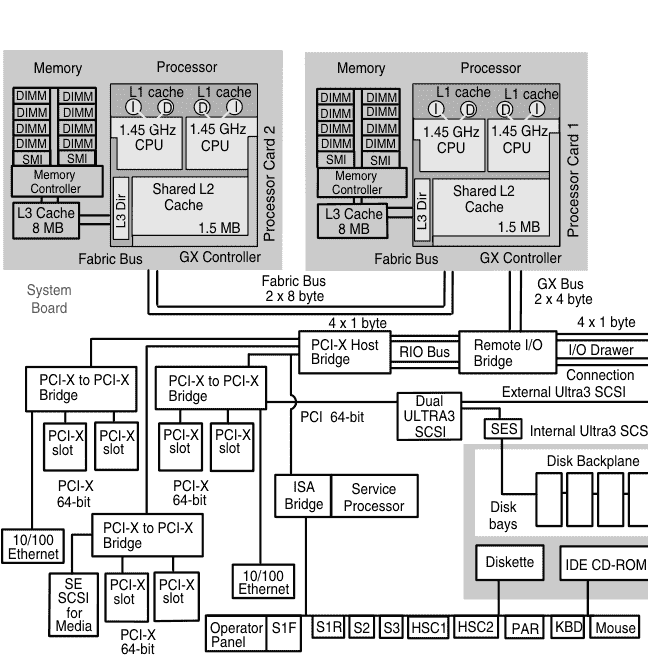 Memory
Processor
DIMM DIMM
DIMM DIMM
DIMM DIMM
DIMM DIMM
SMI SMI
Memory
Controller
L3 Cache
8 MB
L1 cache L1 cache
I D D I
1.45 GHz
CPU
1.45 GHz
CPU
L3 Dir
Shared L2
Cache
1.5 MB
Processor Card 2
Fabric Bus
GX Controller
Memory
Processor
DIMM DIMM
DIMM DIMM
DIMM DIMM
DIMM DIMM
SMI SMI
Memory
Controller
L3 Cache
8 MB
L1 cache L1 cache
I D D I
1.45 GHz
CPU
1.45 GHz
CPU
L3 Dir
Shared L2
Cache
1.5 MB
Processor Card 1
Fabric Bus
GX Controller
System
Board
Fabric Bus
2 x 8 byte
GX Bus
2 x 4 byte
4 x 1 byte
4 x 1 byte
PCI-X Host
Bridge
RIO Bus
Remote I/O
Bridge
I/O Drawer
Connection
PCI-X to PCI-X
Bridge
PCI-X to PCI-X
Bridge
External Ultra3 SCSI
PCI 64-bit
Dual
ULTRA3
SCSI
SES
Internal Ultra3 SCS
PCI-X
slot
PCI-X
slot
PCI-X
slot
PCI-X
slot
PCI-X
64-bit
PCI-X
64-bit
Disk Backplane
Disk
bays
ISA
Bridge
Service
Processor
PCI-X to PCI-X
Bridge
10/100
Ethernet
SE
SCSI
for
Media
PCI-X
slot
PCI-X
slot
10/100
Ethernet
Diskette
IDE CD-ROM
PCI-X
64-bit
Operator
Panel
S1F
S1R
S2
S3
HSC1
HSC2
PAR
KBD
Mouse